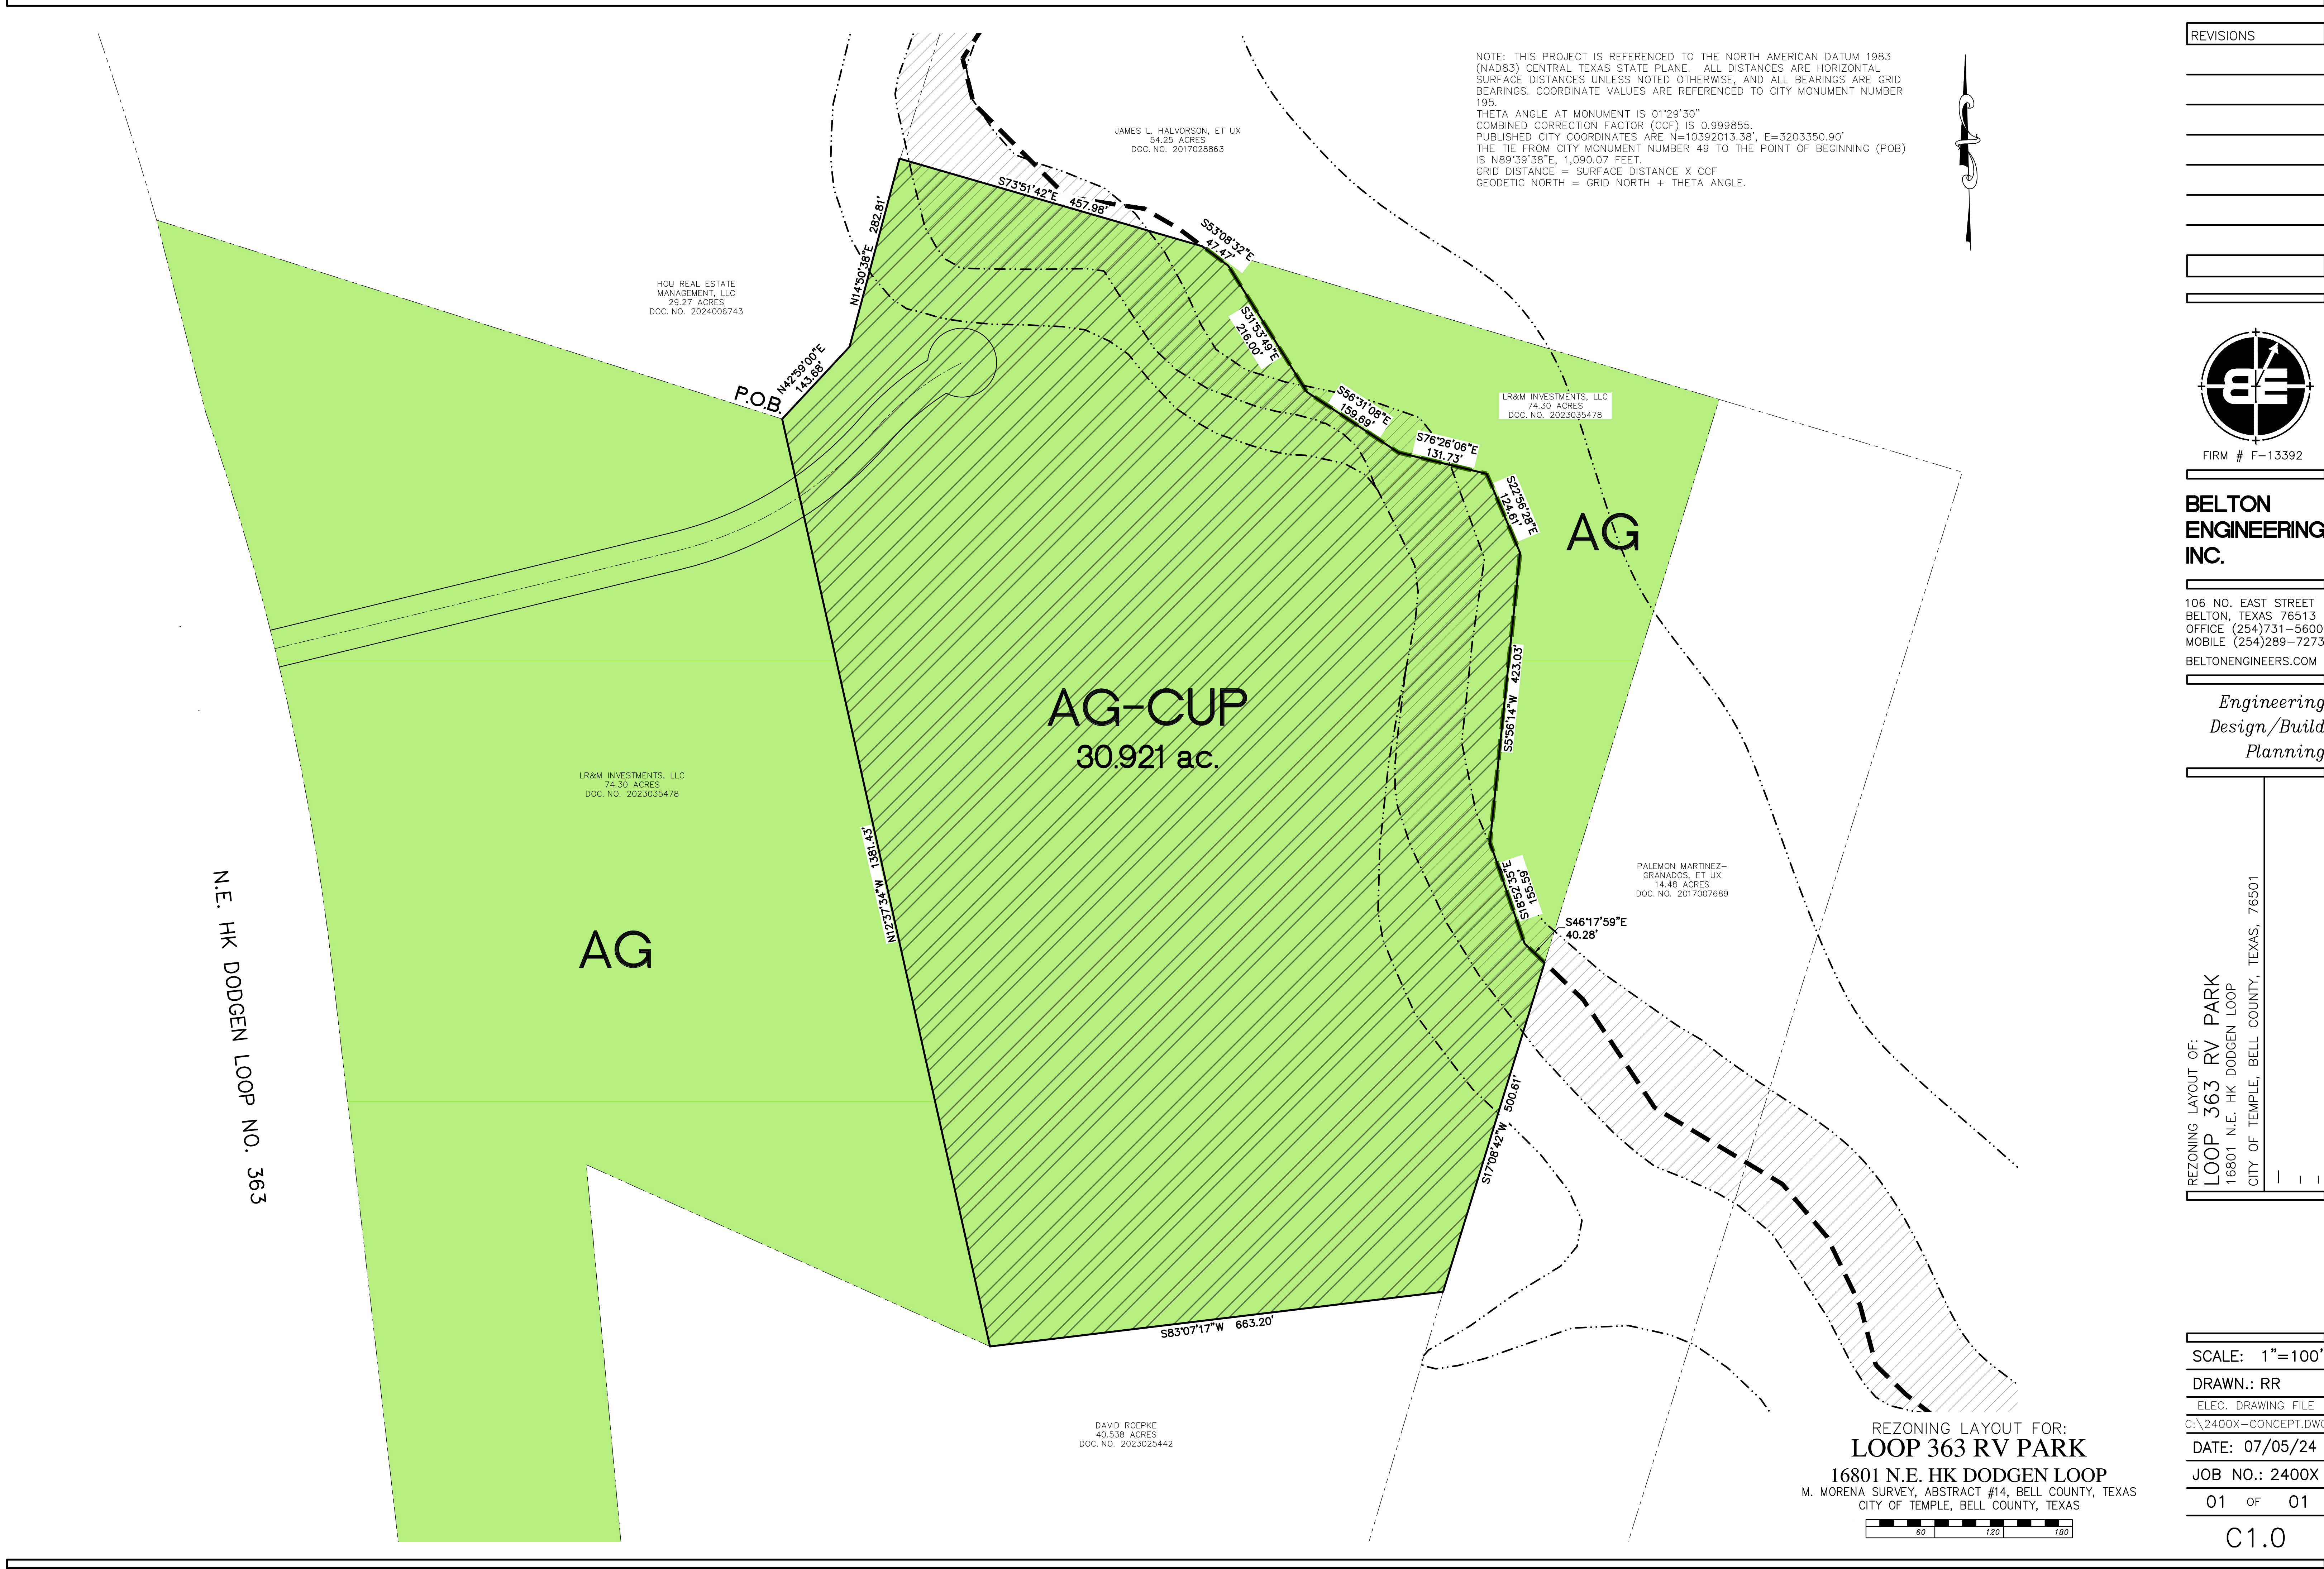 NOTE: THIS PROJECT IS REFERENCED TO THE NORTH AMERICAN DATUM 1983
(NAD83) CENTRAL TEXAS STATE PLANE. ALL DISTANCES ARE HORIZONTAL
SURFACE DISTANCES UNLESS NOTED OTHERWISE, AND ALL BEARINGS ARE GRID
BEARINGS. COORDINATE VALUES ARE REFERENCED TO CITY MONUMENT NUMBER
195.
THETA ANGLE AT MONUMENT IS 01°29'30"
COMBINED CORRECTION FACTOR (CCF) IS 0.999855.
PUBLISHED CITY COORDINATES ARE N=10392013.38', E=3203350.90'
THE TIE FROM CITY MONUMENT NUMBER 49 TO THE POINT OF BEGINNING (POB)
IS N89°39'38"E, 1,090.07 FEET.
GRID DISTANCE = SURFACE DISTANCE X CCF
GEODETIC NORTH = GRID NORTH + THETA ANGLE.
JAMES L. HALVORSON, ET UX
54.25 ACRES
DOC. NO. 2017028863
S73°51'42"E 457.98'
S53°08'32"E
47.47'
N14°50'38"E 282.81'
HOU REAL ESTATE
MANAGEMENT, LLC
29.27 ACRES
DOC. NO. 2024006743
N42°59'00"E
143.68'
P.O.B.
S31°53'49"E
216.00'
S56°31'08"E
159.69'
S76°26'06"E
131.73'
S22°56'28"E
124.61'
LR&M INVESTMENTS, LLC
74.30 ACRES
DOC. NO. 2023035478
AG
S5°56'14"W 423.03'
AG-CUP
30.921 ac.
LR&M INVESTMENTS, LLC
74.30 ACRES
DOC. NO. 2023035478
N12°37'34"W 1381.43'
AG
N.E. HK DODGEN LOOP NO. 363
S18°52'35"E
155.59'
S46°17'59"E
40.28'
PALEMON MARTINEZ-
GRANADOS, ET UX
14.48 ACRES
DOC. NO. 2017007689
S17°08'42"W 500.61'
S83°07'17"W 663.20'
DAVID ROEPKE
40.538 ACRES
DOC. NO. 2023025442
REZONING LAYOUT FOR:
LOOP 363 RV PARK
16801 N.E. HK DODGEN LOOP
M. MORENA SURVEY, ABSTRACT #14, BELL COUNTY, TEXAS
CITY OF TEMPLE, BELL COUNTY, TEXAS
60 120 180
REVISIONS
BE
FIRM # F-13392
BELTON
ENGINEERING
INC.
106 NO. EAST STREET
BELTON, TEXAS 76513
OFFICE (254)731-5600
MOBILE (254)289-7273
BELTONENGINEERS.COM
Engineering
Design/Build
Planning
REZONING LAYOUT OF:
LOOP 363 RV PARK
16801 N.E. HK DODGEN LOOP
CITY OF TEMPLE, BELL COUNTY, TEXAS, 76501
SCALE: 1"=100'
DRAWN.: RR
ELEC. DRAWING FILE
C:\2400X-CONCEPT.DWG
DATE: 07/05/24
JOB NO.: 2400X
01 OF 01
C1.0